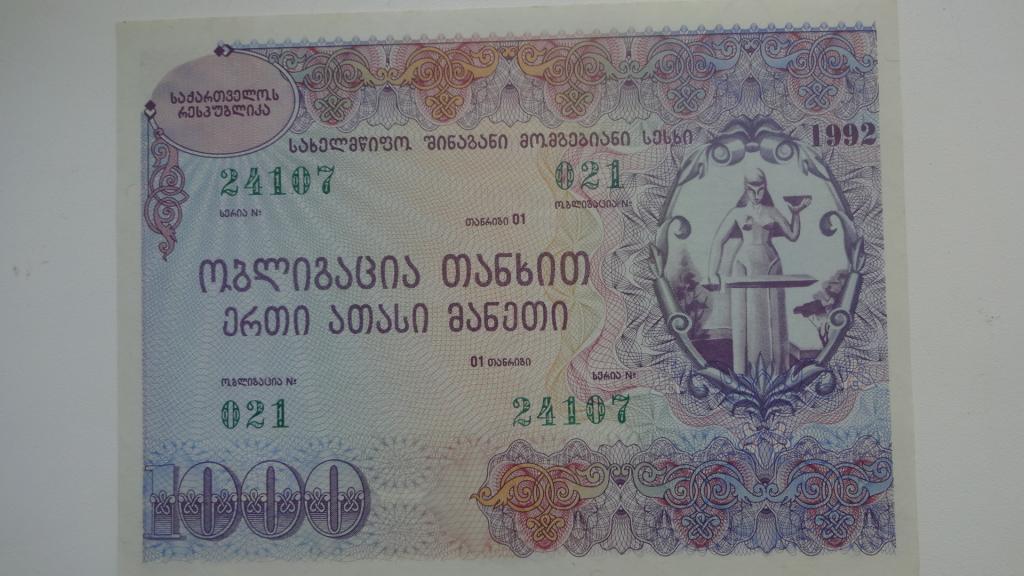 საქართველოს
რესპუბლიკა
სახელმწიფო შინაგანი მომგებიანი სესხი
1992
24107 021
სერია №: ობლიგაცია №:
თანრიგი 01
ობლიგაცია თანხით
ერთი ათასი მანეთი
01 თანრიგი
ობლიგაცია №: სერია №:
021 24107
1000